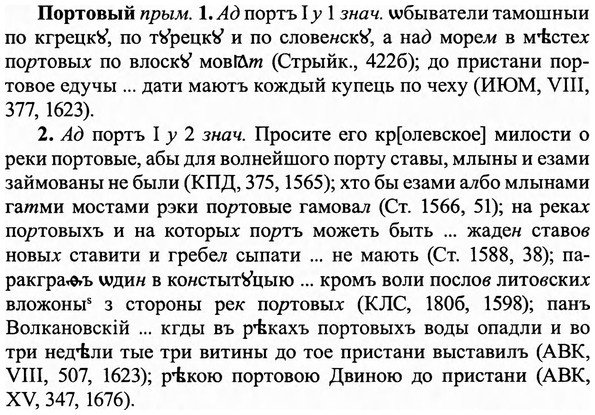 Портовый прым. 1. Ад портъ I у 1 знач. ѡбыватели тамошныи
по кгрецкꙋ, по тꙋрецкꙋ и по словенскꙋ, а над морем в мѣстех
портовых по влоскꙋ мовѧт (Стрыйк., 422б); до пристани пор-
товое едучы ... дати маютъ кождый купець по чеху (ИЮМ, VIII,
377, 1623).
2. Ад портъ I у 2 знач. Просите его кр[олевское] милости о
реки портовые, абы для волнейшого порту ставы, млыны и езами
займованы не были (КПД, 375, 1565); хто бы езами албо млынами
гатми мостами рэки портовые гамовал (Ст. 1566, 51); на реках
портовыхъ и на которых портъ можеть быть ... жаден ставов
новых ставити и гребел сыпати ... не мають (Ст. 1588, 38); па-
ракграѳъ ѡдин в констытꙋцыю ... кромъ воли послов литовских
вложоныˢ з стороны рек портовых (КЛС, 180б, 1598); панъ
Волкановскій ... кгды въ рѣкахъ портовыхъ воды опадли и во
три недѣли тые три витины до тое пристани выставилъ (АВК,
VIII, 507, 1623); рѣкою портовою Двиною до пристани (АВК,
XV, 347, 1676).